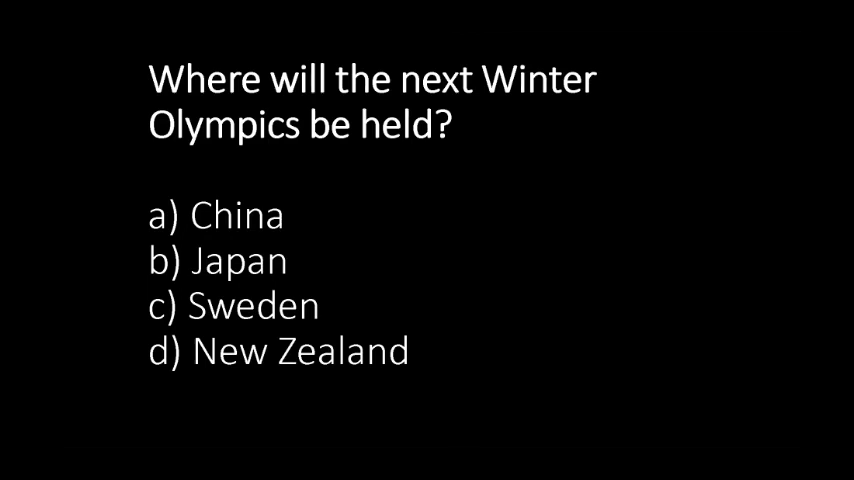 Where will the next Winter
Olympics be held?
a) China
b) Japan
c) Sweden
d) New Zealand